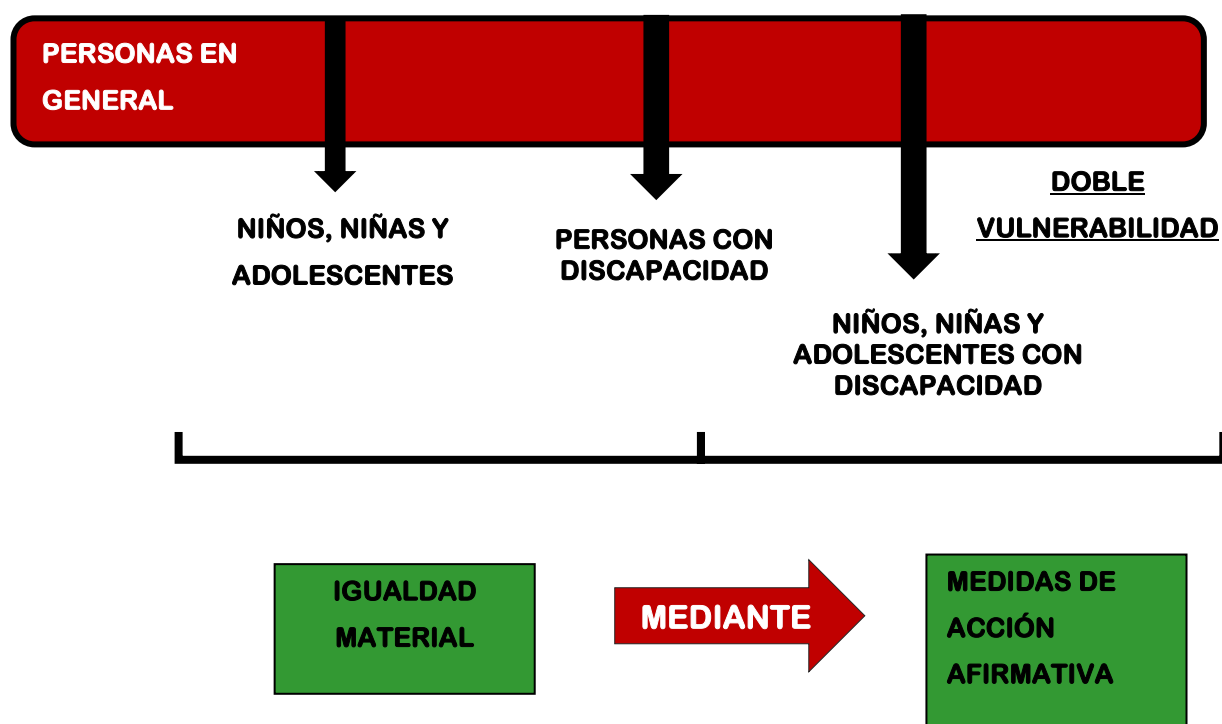 PERSONAS EN
GENERAL
NIÑOS, NIÑAS Y
ADOLESCENTES
PERSONAS CON
DISCAPACIDAD
DOBLE
VULNERABILIDAD
NIÑOS, NIÑAS Y
ADOLESCENTES CON
DISCAPACIDAD
IGUALDAD
MATERIAL
MEDIANTE
MEDIDAS DE
ACCIÓN
AFIRMATIVA